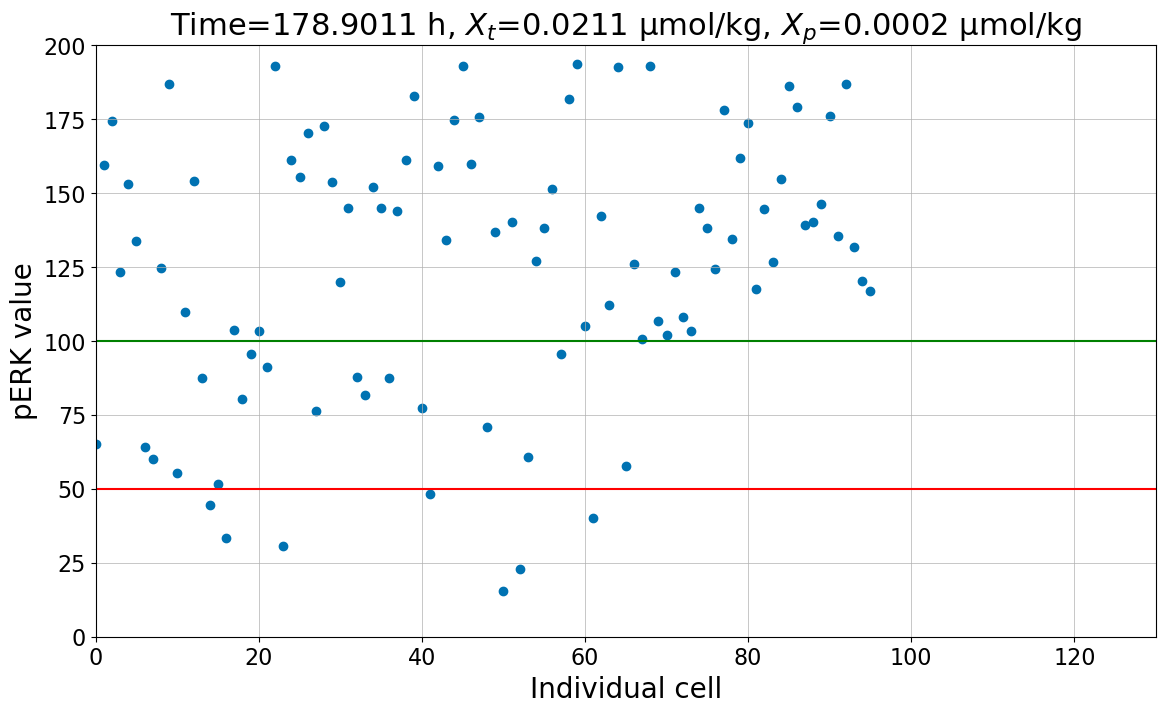 Time=178.9011 h, Xₜ=0.0211 μmol/kg, Xₚ=0.0002 μmol/kg
200
175
150
125
100
75
50
25
0
pERK value
0 20 40 60 80 100 120
Individual cell